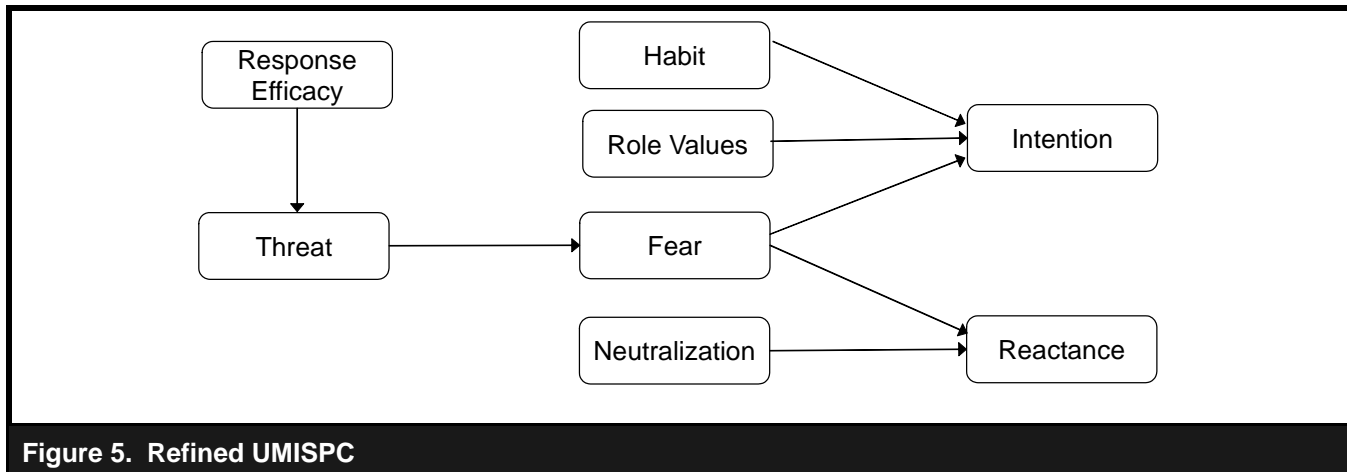 Response
Efficacy
Habit
Role Values
Intention
Threat
Fear
Neutralization
Reactance
Figure 5. Refined UMISPC